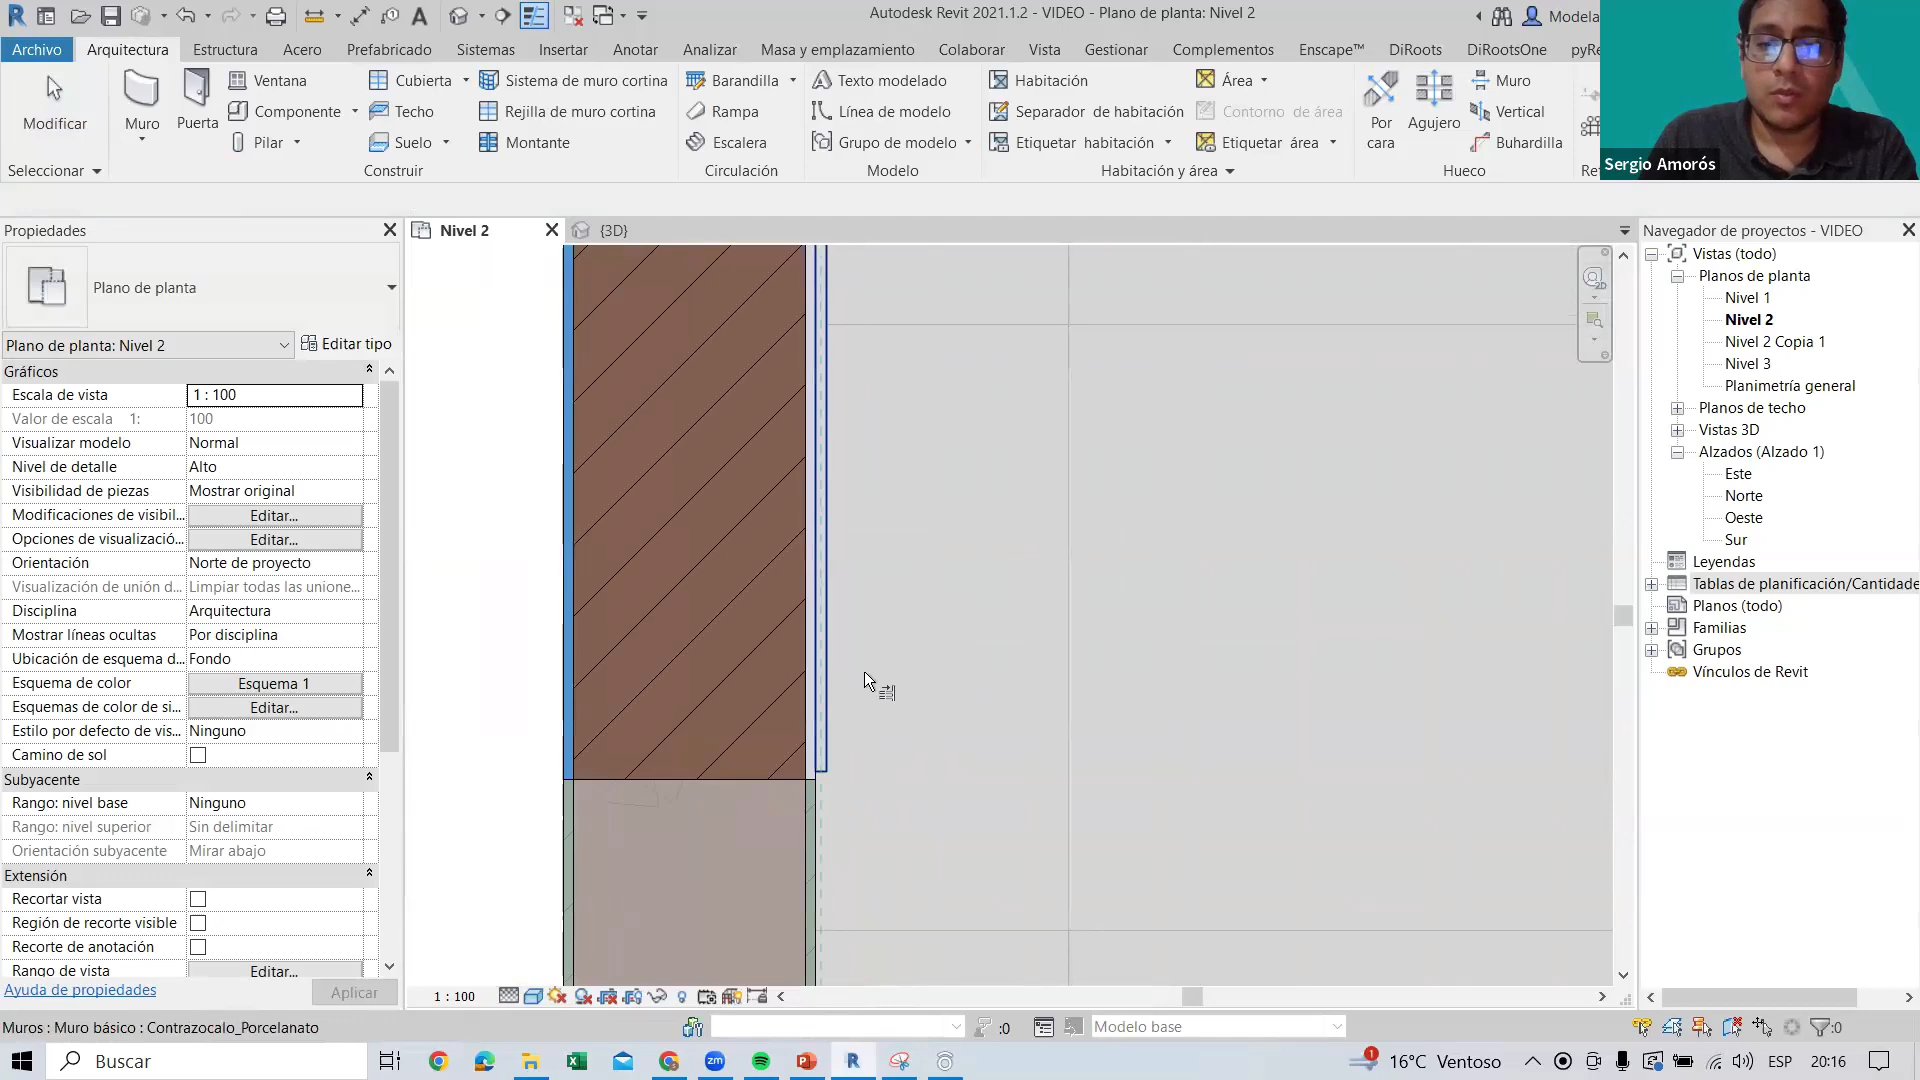 Autodesk Revit 2021.1.2 - VIDEO - Plano de planta: Nivel 2
Modela
Archivo Arquitectura Estructura Acero Prefabricado Sistemas Insertar Anotar Analizar Masa y emplazamiento Colaborar Vista Gestionar Complementos Enscape™ DiRoots DiRootsOne pyRe
Modificar
Muro
Puerta
Ventana
Componente
Pilar
Cubierta
Techo
Suelo
Sistema de muro cortina
Rejilla de muro cortina
Montante
Barandilla
Rampa
Escalera
Texto modelado
Línea de modelo
Grupo de modelo
Habitación
Separador de habitación
Etiquetar habitación
Área
Contorno de área
Etiquetar área
Por cara
Agujero
Muro
Vertical
Buhardilla
Seleccionar
Construir
Circulación
Modelo
Habitación y área
Hueco
Re
Sergio Amorós
Propiedades
Plano de planta
Plano de planta: Nivel 2
Editar tipo
Gráficos
Escala de vista 1 : 100
Valor de escala 1: 100
Visualizar modelo Normal
Nivel de detalle Alto
Visibilidad de piezas Mostrar original
Modificaciones de visibil... Editar...
Opciones de visualizació... Editar...
Orientación Norte de proyecto
Visualización de unión d... Limpiar todas las unione...
Disciplina Arquitectura
Mostrar líneas ocultas Por disciplina
Ubicación de esquema d... Fondo
Esquema de color Esquema 1
Esquemas de color de si... Editar...
Estilo por defecto de vis... Ninguno
Camino de sol
Subyacente
Rango: nivel base Ninguno
Rango: nivel superior Sin delimitar
Orientación subyacente Mirar abajo
Extensión
Recortar vista
Región de recorte visible
Recorte de anotación
Rango de vista Editar...
Ayuda de propiedades
Aplicar
Nivel 2
{3D}
2D
1 : 100
Navegador de proyectos - VIDEO
Vistas (todo)
Planos de planta
Nivel 1
Nivel 2
Nivel 2 Copia 1
Nivel 3
Planimetría general
Planos de techo
Vistas 3D
Alzados (Alzado 1)
Este
Norte
Oeste
Sur
Leyendas
Tablas de planificación/Cantidade
Planos (todo)
Familias
Grupos
Vínculos de Revit
Muros : Muro básico : Contrazocalo_Porcelanato
:0
Modelo base
:0
Buscar
zm
1
16°C Ventoso
ESP
20:16